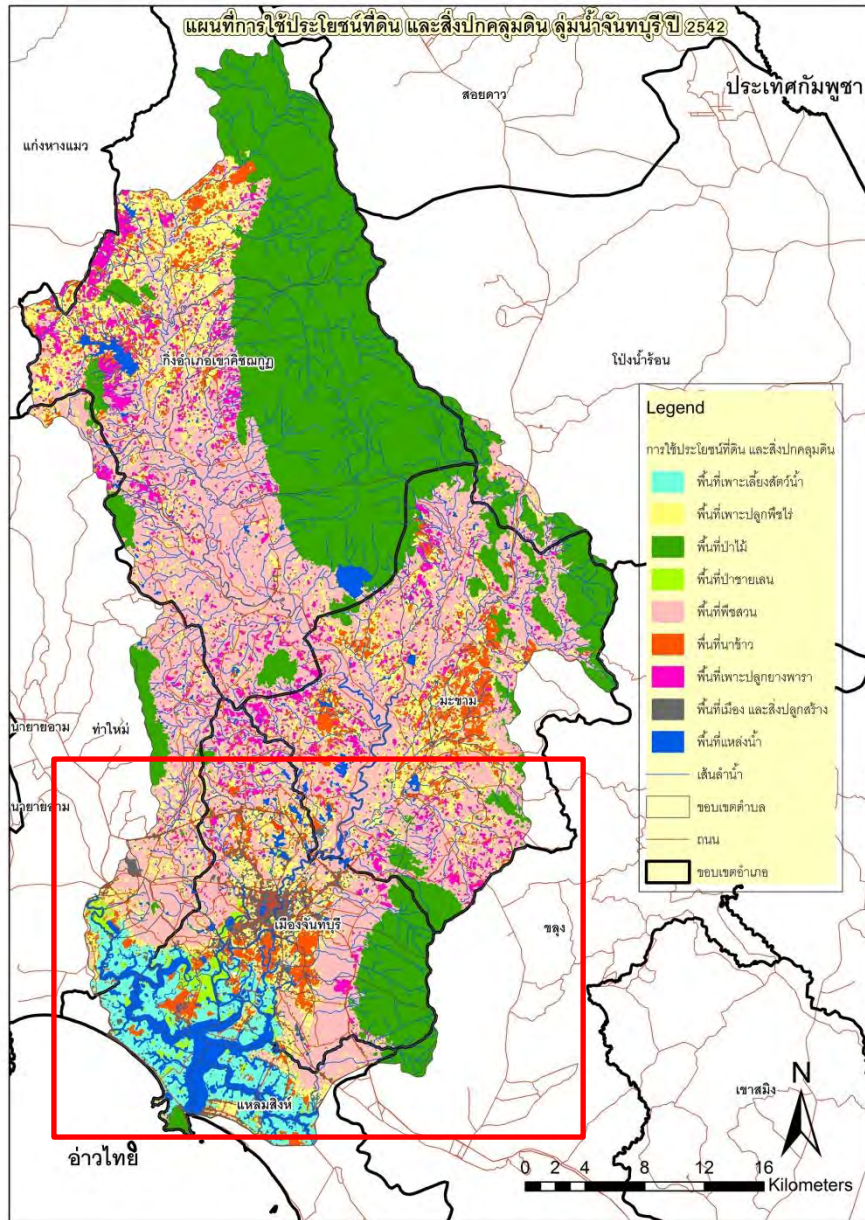 แผนที่การใช้ประโยชน์ที่ดิน และสิ่งปกคลุมดิน ลุ่มน้ำจันทบุรี ปี 2542
ประเทศกัมพูชา
สอยดาว
แก่งหางแมว
กิ่งอำเภอเขาคิชฌกูฏ
โป่งน้ำร้อน
Legend
การใช้ประโยชน์ที่ดิน และสิ่งปกคลุมดิน
พื้นที่เพาะเลี้ยงสัตว์น้ำ
พื้นที่เพาะปลูกพืชไร่
พื้นที่ป่าไม้
พื้นที่ป่าชายเลน
พื้นที่พืชสวน
พื้นที่นาข้าว
พื้นที่เพาะปลูกยางพารา
พื้นที่เมือง และสิ่งปลูกสร้าง
พื้นที่แหล่งน้ำ
เส้นลำน้ำ
ขอบเขตตำบล
ถนน
ขอบเขตอำเภอ
มะขาม
นายายอาม
ท่าใหม่
นายายอาม
เมืองจันทบุรี
ขลุง
แหลมสิงห์
เขาสมิง
N
อ่าวไทย
0 2 4 8 12 16
Kilometers